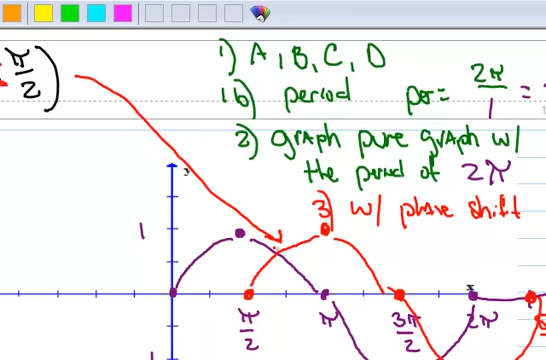 π/2)
1) A, B, C, D
1b) period per = 2π/1 =
2) graph pure graph w/
the period of 2π
3) w/ phase shift
y
1
x
π/2 π 3π/2 2π